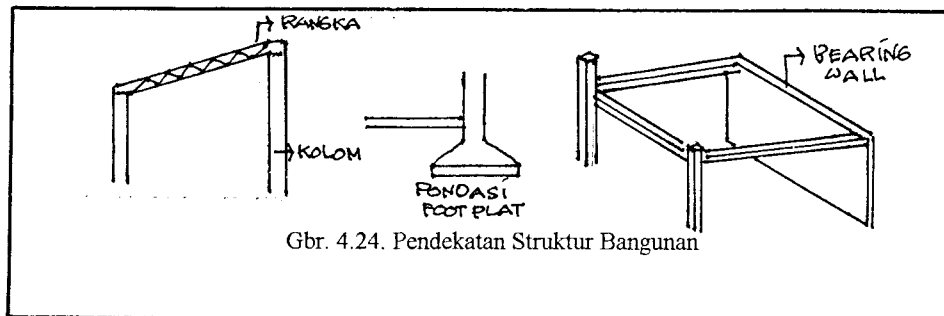 RANGKA
KOLOM
PONDASI
FOOT PLAT
BEARING
WALL
Gbr. 4.24. Pendekatan Struktur Bangunan